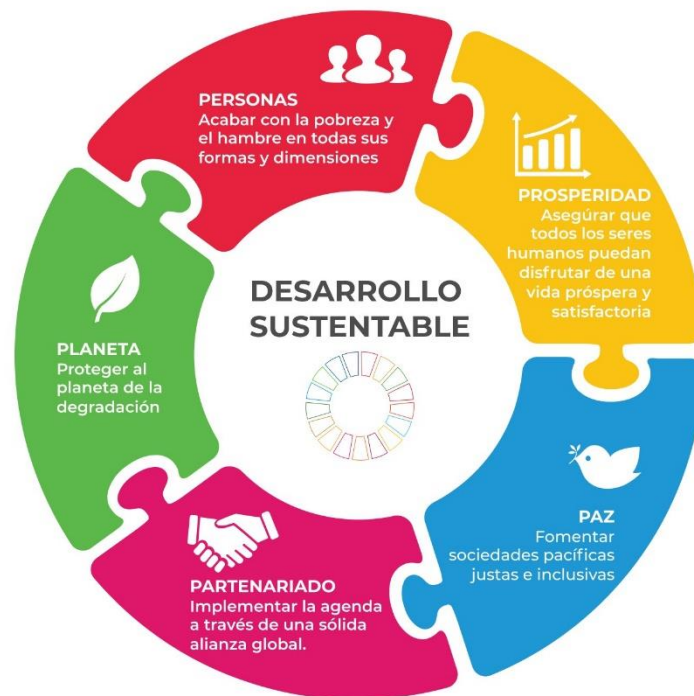 PERSONAS
Acabar con la pobreza y
el hambre en todas sus
formas y dimensiones
PROSPERIDAD
Asegúrar que
todos los seres
humanos puedan
disfrutar de una
vida próspera y
satisfactoria
DESARROLLO
SUSTENTABLE
PLANETA
Proteger al
planeta de la
degradación
PAZ
Fomentar
sociedades pacíficas
justas e inclusivas
PARTENARIADO
Implementar la agenda
a través de una sólida
alianza global.